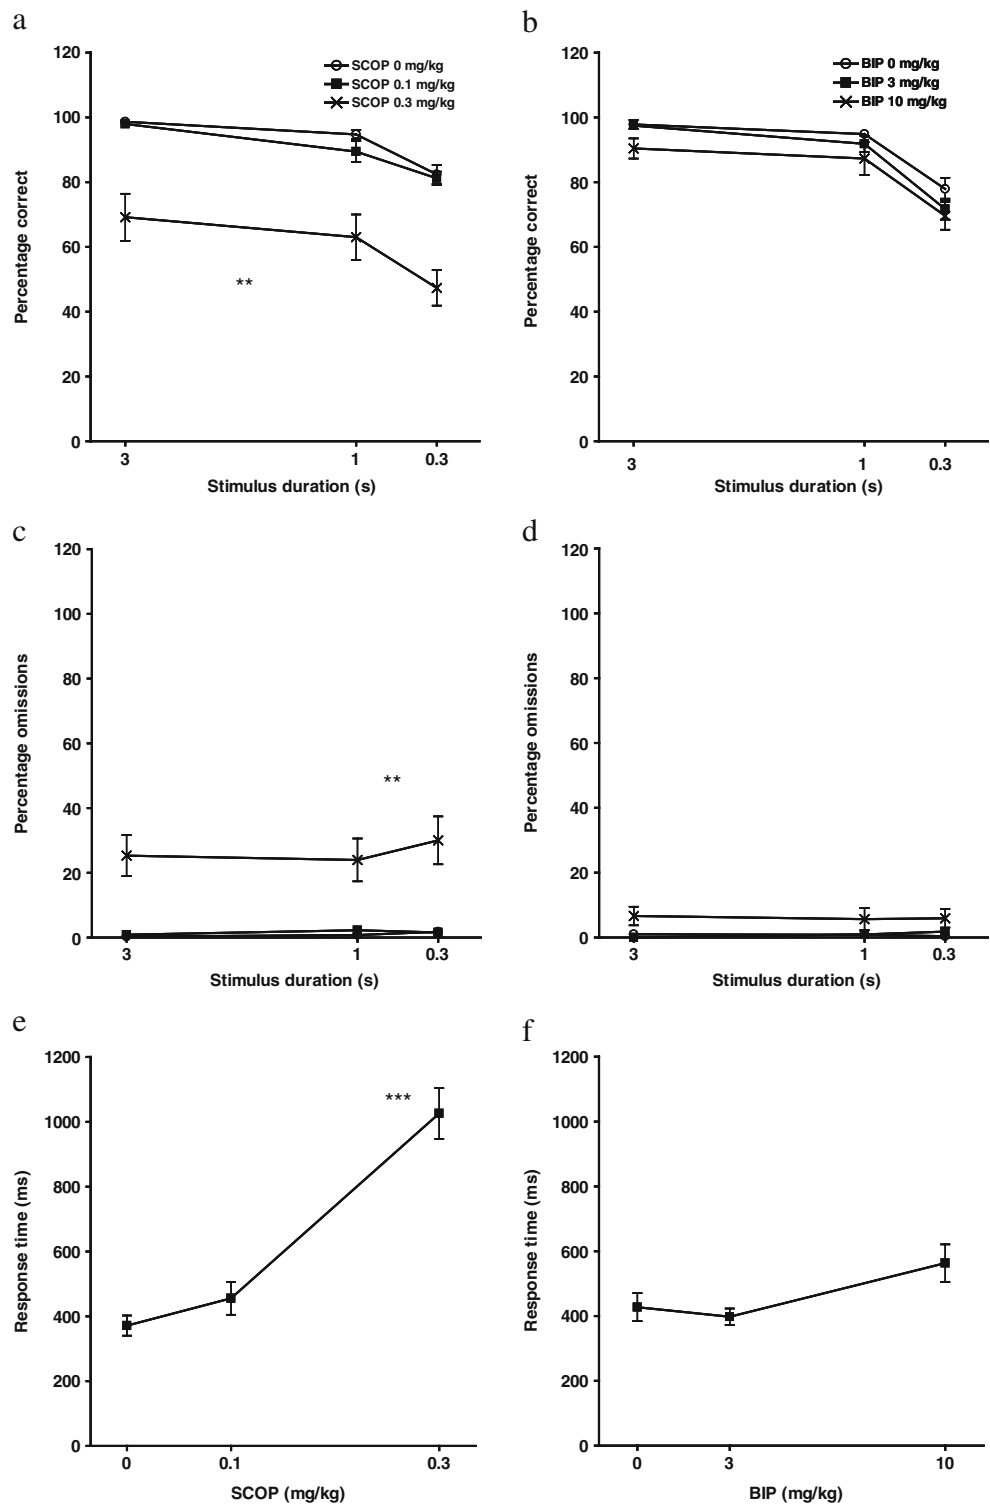 a
120
100
80
60
40
20
0
Percentage correct
SCOP 0 mg/kg
SCOP 0.1 mg/kg
SCOP 0.3 mg/kg
**
3 1 0.3
Stimulus duration (s)
b
120
100
80
60
40
20
0
Percentage correct
BIP 0 mg/kg
BIP 3 mg/kg
BIP 10 mg/kg
3 1 0.3
Stimulus duration (s)
c
120
100
80
60
40
20
0
Percentage omissions
**
3 1 0.3
Stimulus duration (s)
d
120
100
80
60
40
20
0
Percentage omissions
3 1 0.3
Stimulus duration (s)
e
1200
1000
800
600
400
200
0
Response time (ms)
***
0 0.1 0.3
SCOP (mg/kg)
f
1200
1000
800
600
400
200
0
Response time (ms)
0 3 10
BIP (mg/kg)